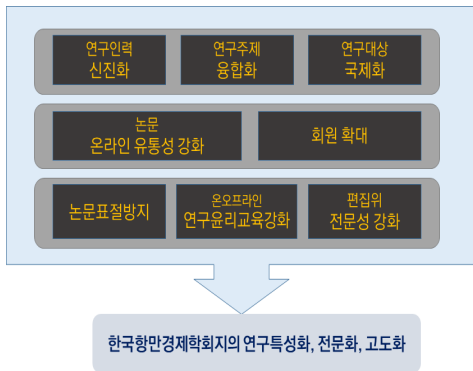 연구인력
신진화
연구주제
융합화
연구대상
국제화
논문
온라인 유통성 강화
회원 확대
논문표절방지
온오프라인
연구윤리교육강화
편집위
전문성 강화
한국항만경제학회지의 연구특성화, 전문화, 고도화